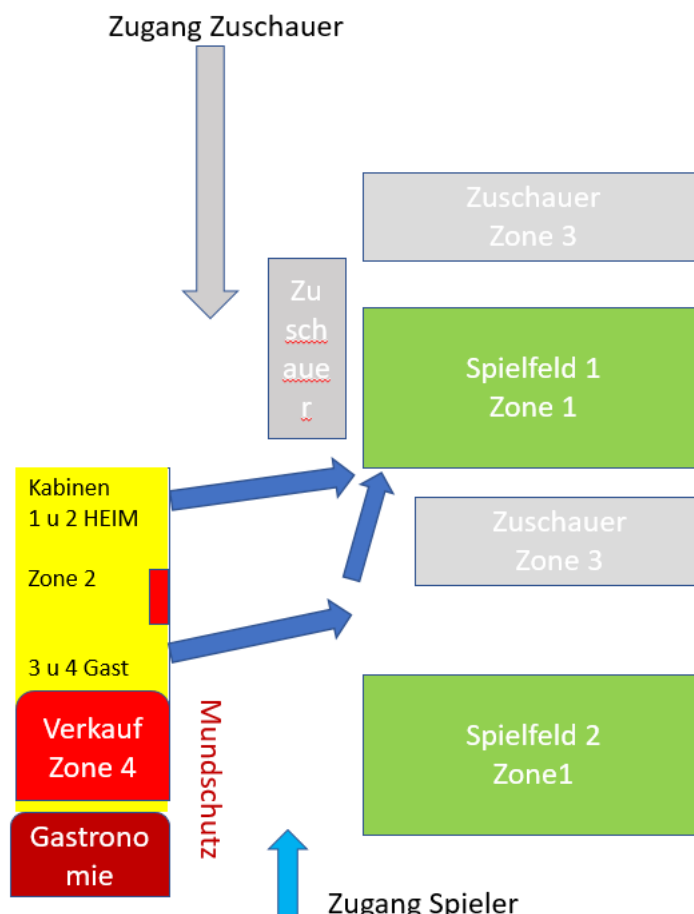 Zugang Zuschauer
Zuschauer
Zone 3
Zu
sch
aue
r
Spielfeld 1
Zone 1
Kabinen
1 u 2 HEIM
Zone 2
3 u 4 Gast
Zuschauer
Zone 3
Verkauf
Zone 4
Mundschutz
Spielfeld 2
Zone1
Gastrono
mie
Zugang Spieler